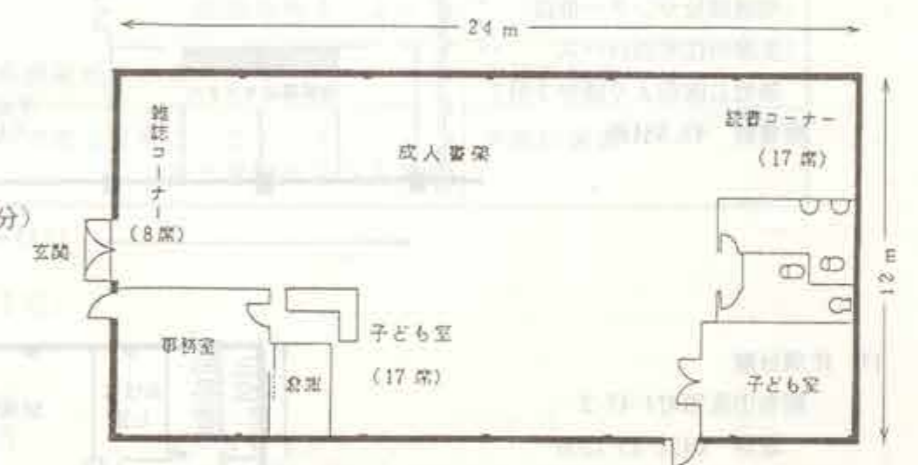 24 m
雑誌コーナー
(8席)
成人書架
読書コーナー
(17席)
分)
玄関
12 m
事務室
子ども室
(17席)
子ども室